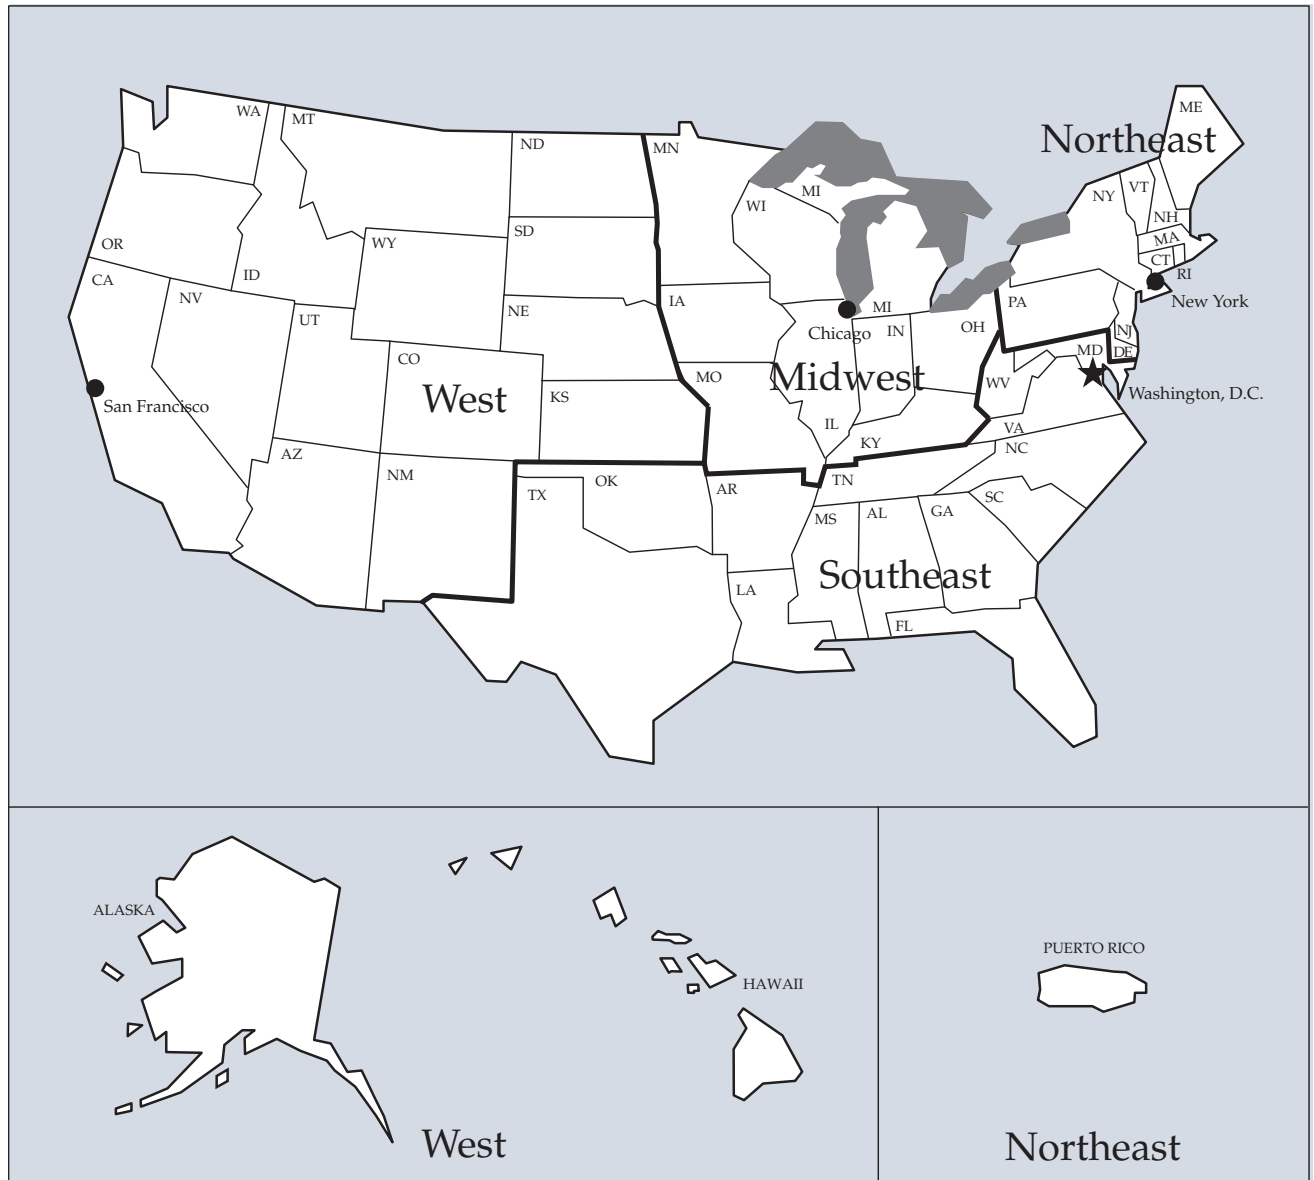 ME
Northeast
WA
MT
ND
MN
MI
WI
NY
VT
NH
MA
CT
RI
OR
ID
WY
SD
CA
NV
UT
NE
IA
New York
PA
NJ
DE
MD
Chicago
MI
IN
OH
CO
West
KS
MO
Midwest
IL
KY
WV
VA
Washington, D.C.
San Francisco
AZ
NM
TX
OK
AR
TN
NC
SC
MS
AL
GA
Southeast
LA
FL
ALASKA
HAWAII
West
PUERTO RICO
Northeast